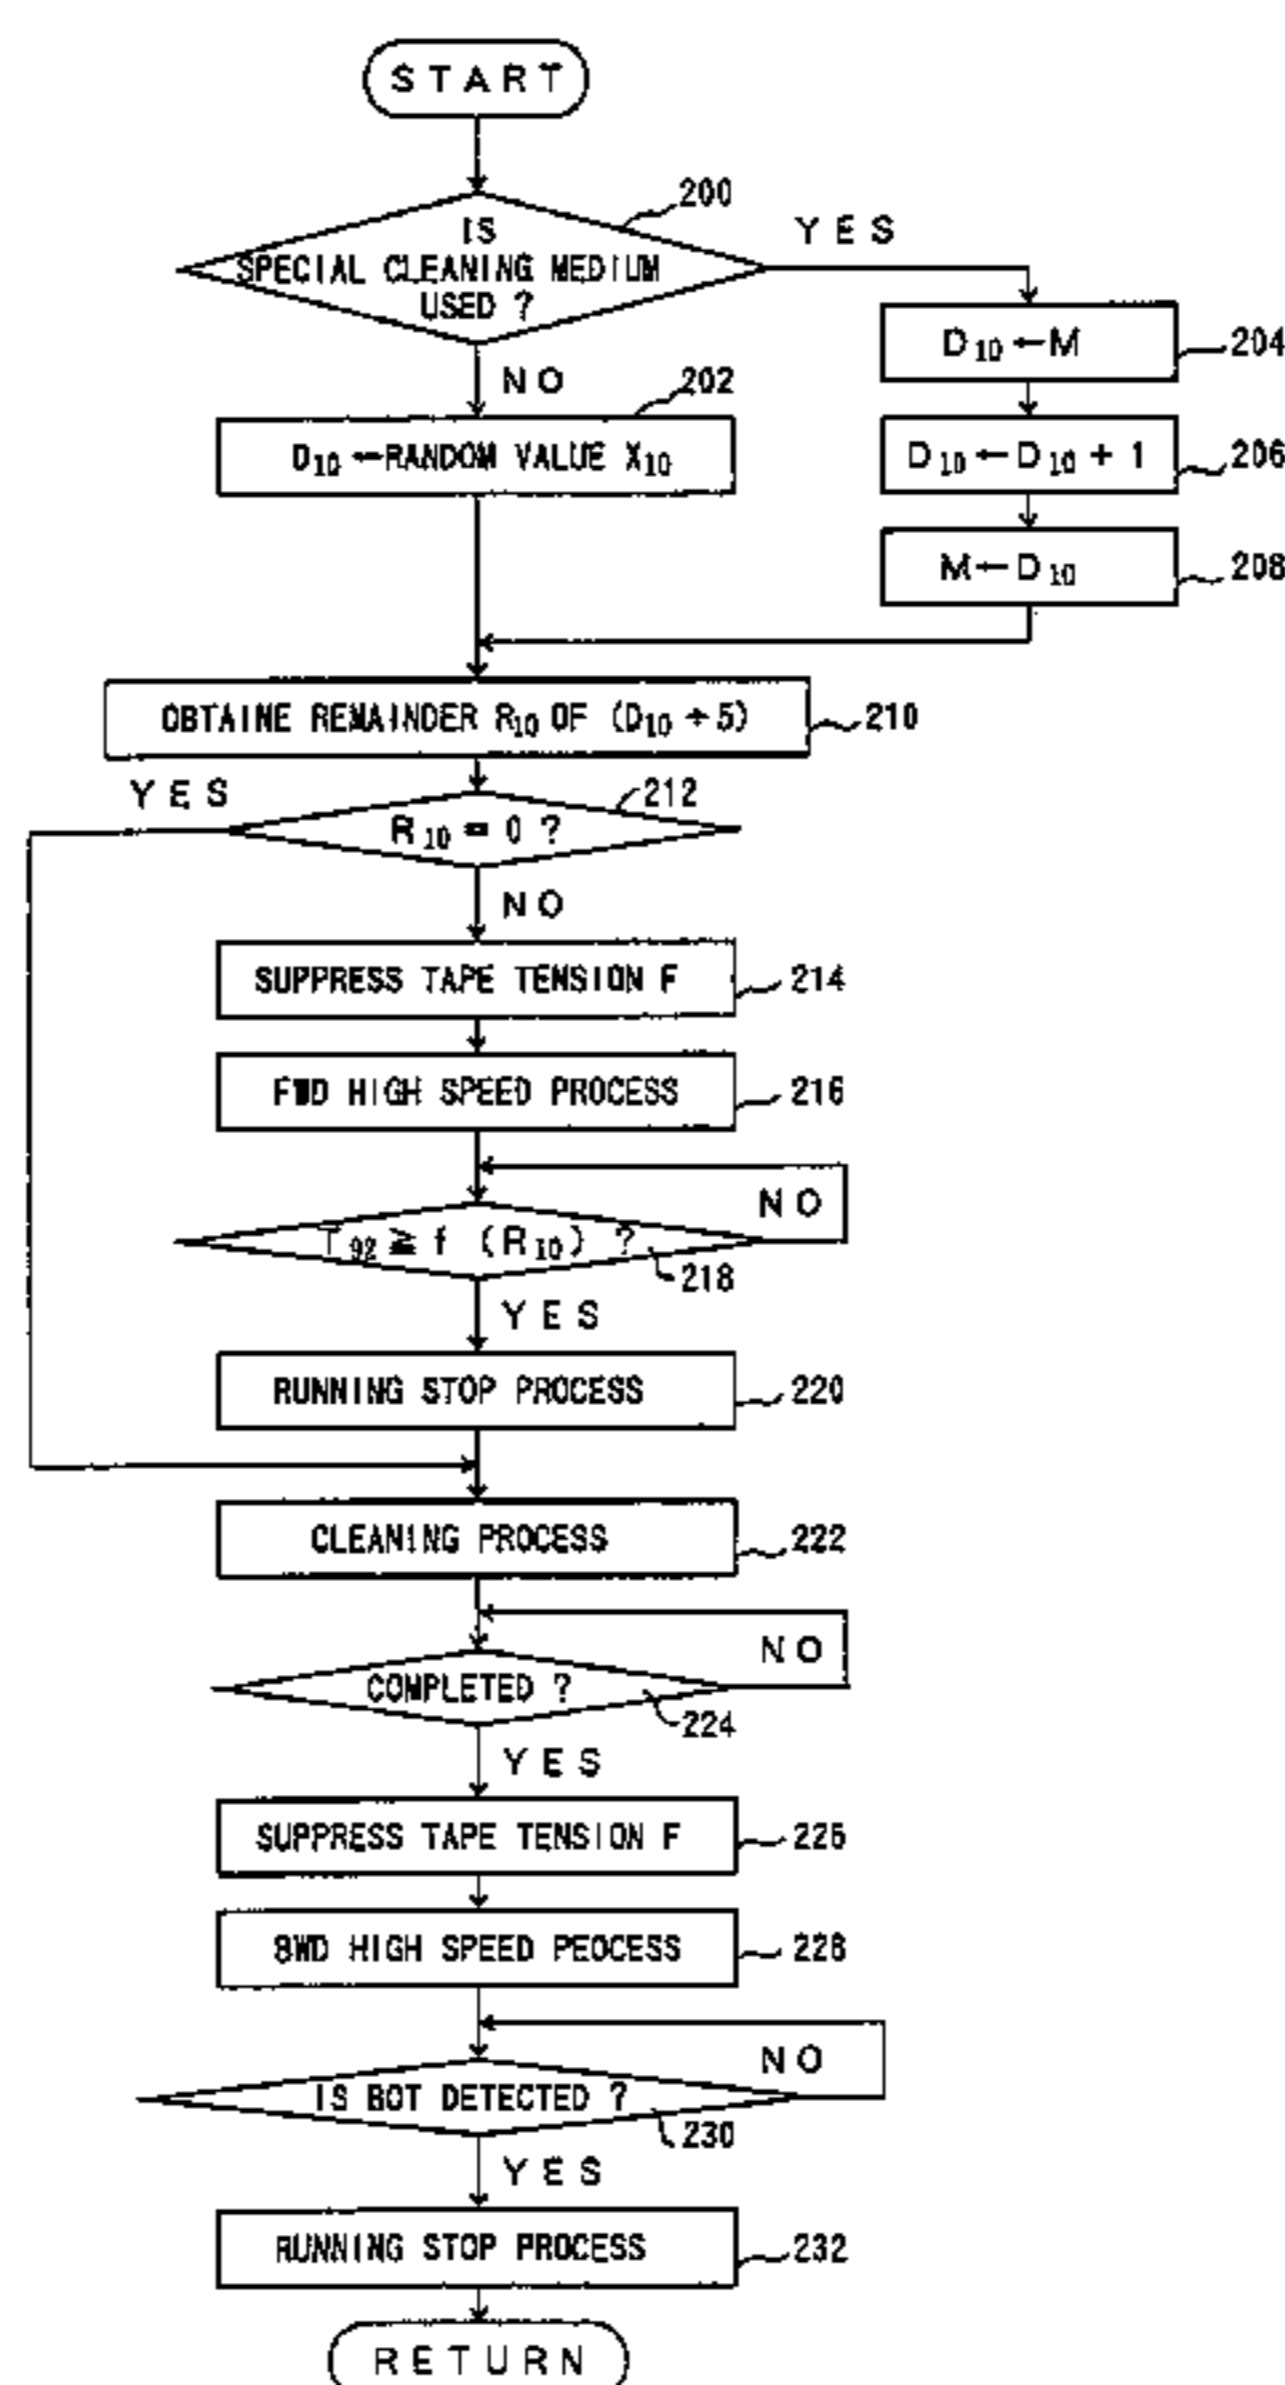 START
200
IS
SPECIAL CLEANING MEDIUM
USED ?
YES
D10 ← M
204
NO
202
D10 ← RANDOM VALUE X10
D10 ← D10 + 1
206
M ← D10
208
OBTAINE REMAINDER R10 OF (D10 ÷ 5)
210
YES
212
R10 = 0 ?
NO
SUPPRESS TAPE TENSION F
214
FWD HIGH SPEED PROCESS
216
NO
T92 ≧ f (R10) ?
218
YES
RUNNING STOP PROCESS
220
CLEANING PROCESS
222
NO
COMPLETED ?
224
YES
SUPPRESS TAPE TENSION F
226
BWD HIGH SPEED PEOCESS
228
NO
IS BOT DETECTED ?
230
YES
RUNNING STOP PROCESS
232
RETURN